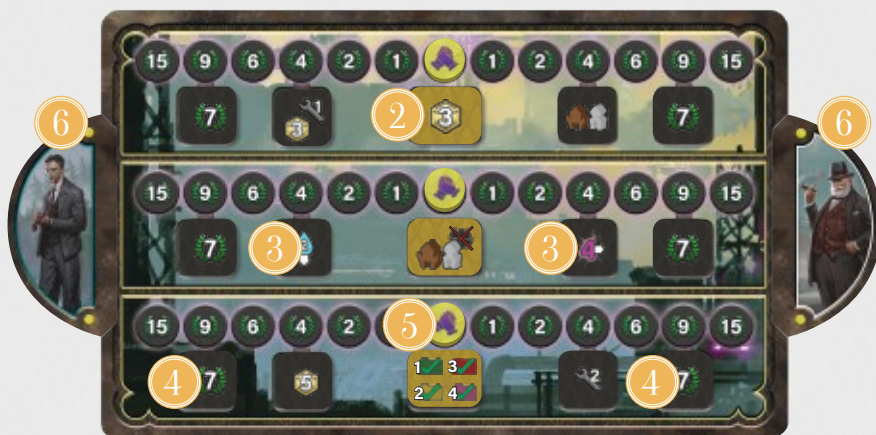 15 9 6 4 2 1 1 2 4 6 9 15
6 7 3 1 2 3 7 6
15 9 6 4 2 1 1 2 4 6 9 15
7 3 3 4 7
15 9 6 4 2 5 1 2 4 6 9 15
4 7 5 1 3 2 4 7
2 4